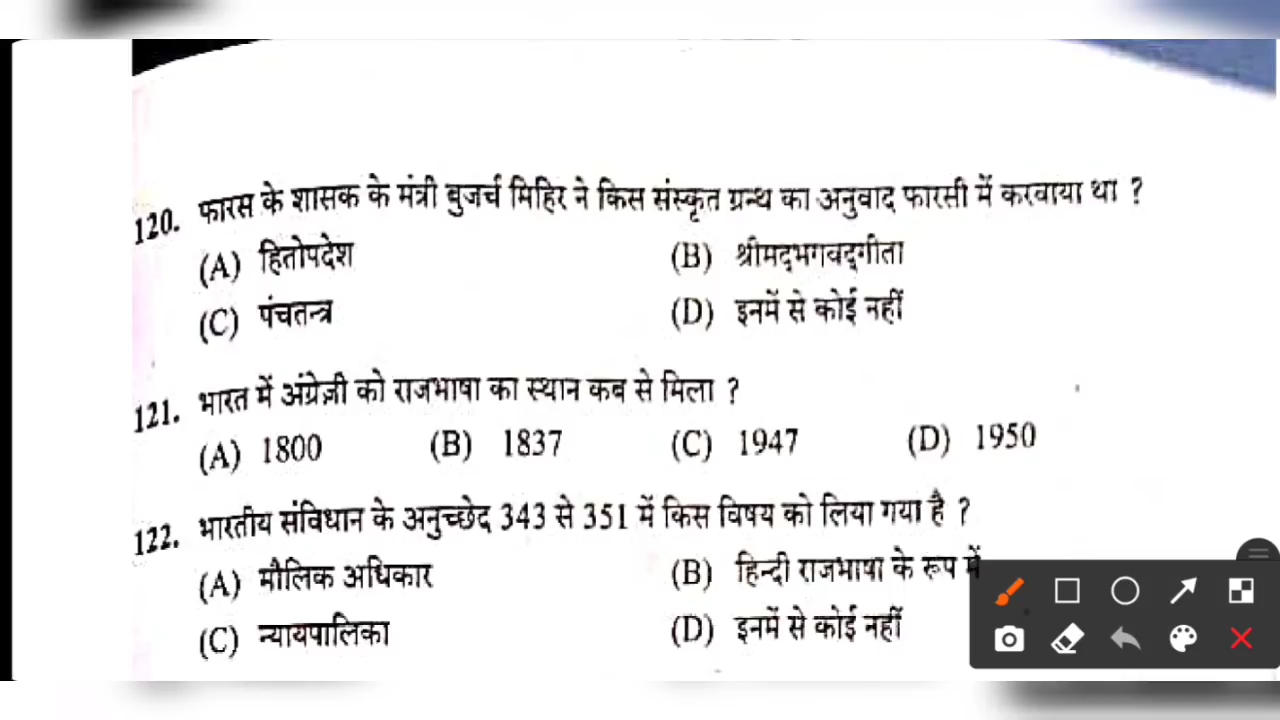 120. फारस के शासक के मंत्री बुजर्च मिहिर ने किस संस्कृत ग्रन्थ का अनुवाद फारसी में करवाया था ?
(A) हितोपदेश (B) श्रीमद्भगवद्गीता
(C) पंचतन्त्र (D) इनमें से कोई नहीं
121. भारत में अंग्रेज़ी को राजभाषा का स्थान कब से मिला ?
(A) 1800 (B) 1837 (C) 1947 (D) 1950
122. भारतीय संविधान के अनुच्छेद 343 से 351 में किस विषय को लिया गया है ?
(A) मौलिक अधिकार (B) हिन्दी राजभाषा के रूप में
(C) न्यायपालिका (D) इनमें से कोई नहीं